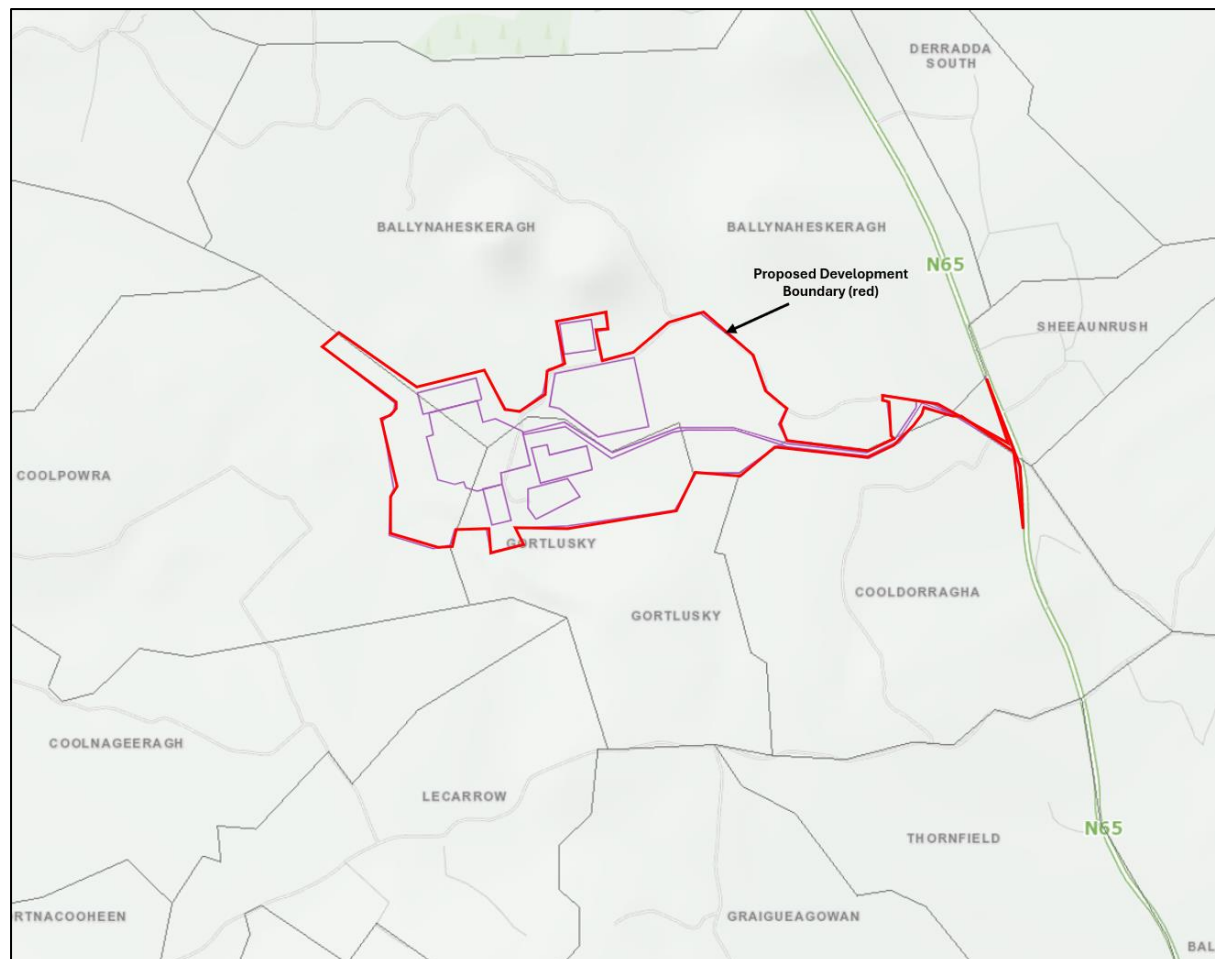 DERRADDA
SOUTH
BALLYNAHESKERAGH
BALLYNAHESKERAGH
N65
Proposed Development
Boundary (red)
SHEEAUNRUSH
COOLPOWRA
GORTLUSKY
COOLDORRAGHA
GORTLUSKY
COOLNAGEERAGH
LECARROW
N65
THORNFIELD
RTNACOOHEEN
GRAIGUEAGOWAN
BAL